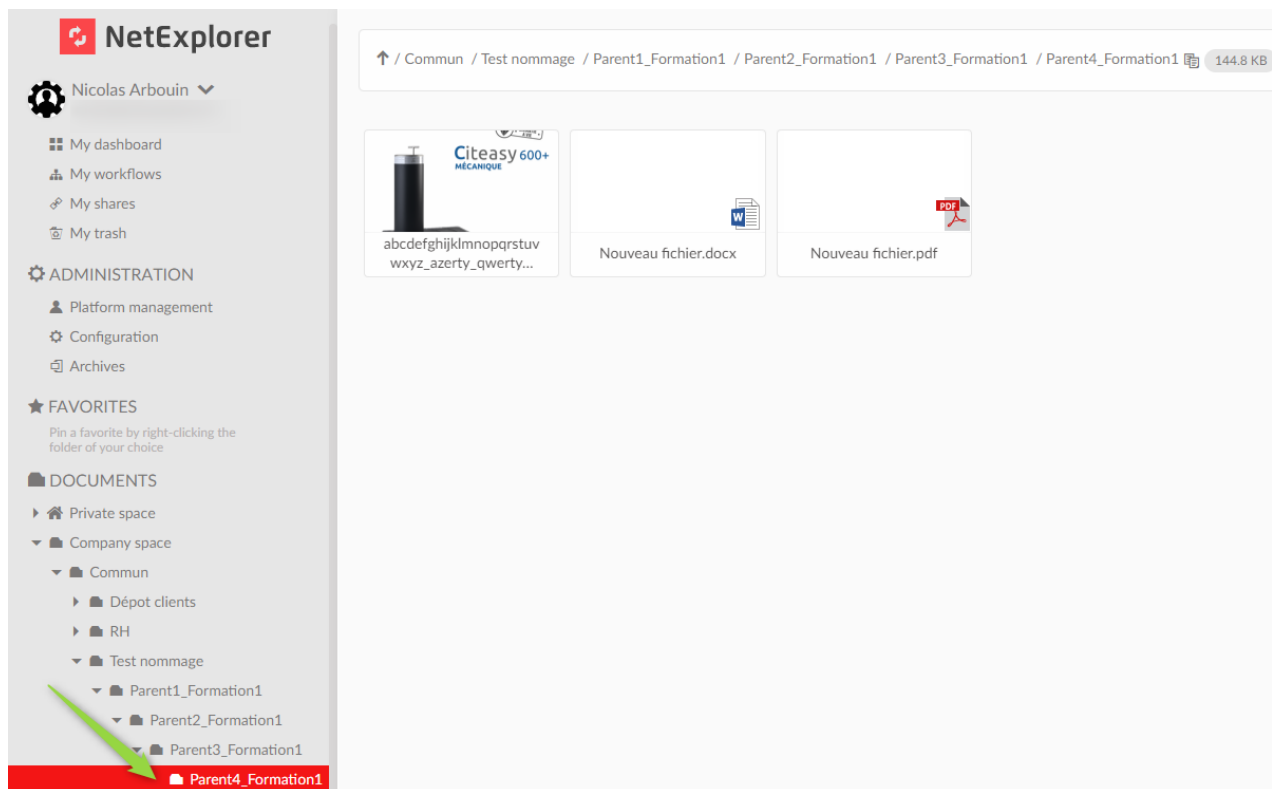 NetExplorer
Nicolas Arbouin
My dashboard
My workflows
My shares
My trash
ADMINISTRATION
Platform management
Configuration
Archives
FAVORITES
Pin a favorite by right-clicking the
folder of your choice
DOCUMENTS
Private space
Company space
Commun
Dépot clients
RH
Test nommage
Parent1_Formation1
Parent2_Formation1
Parent3_Formation1
Parent4_Formation1
/ Commun / Test nommage / Parent1_Formation1 / Parent2_Formation1 / Parent3_Formation1 / Parent4_Formation1 144.8 KB
Citeasy 600+
MÉCANIQUE
abcdefghijklmnopqrstuv
wxyz_azerty_qwerty...
W
Nouveau fichier.docx
PDF
Nouveau fichier.pdf